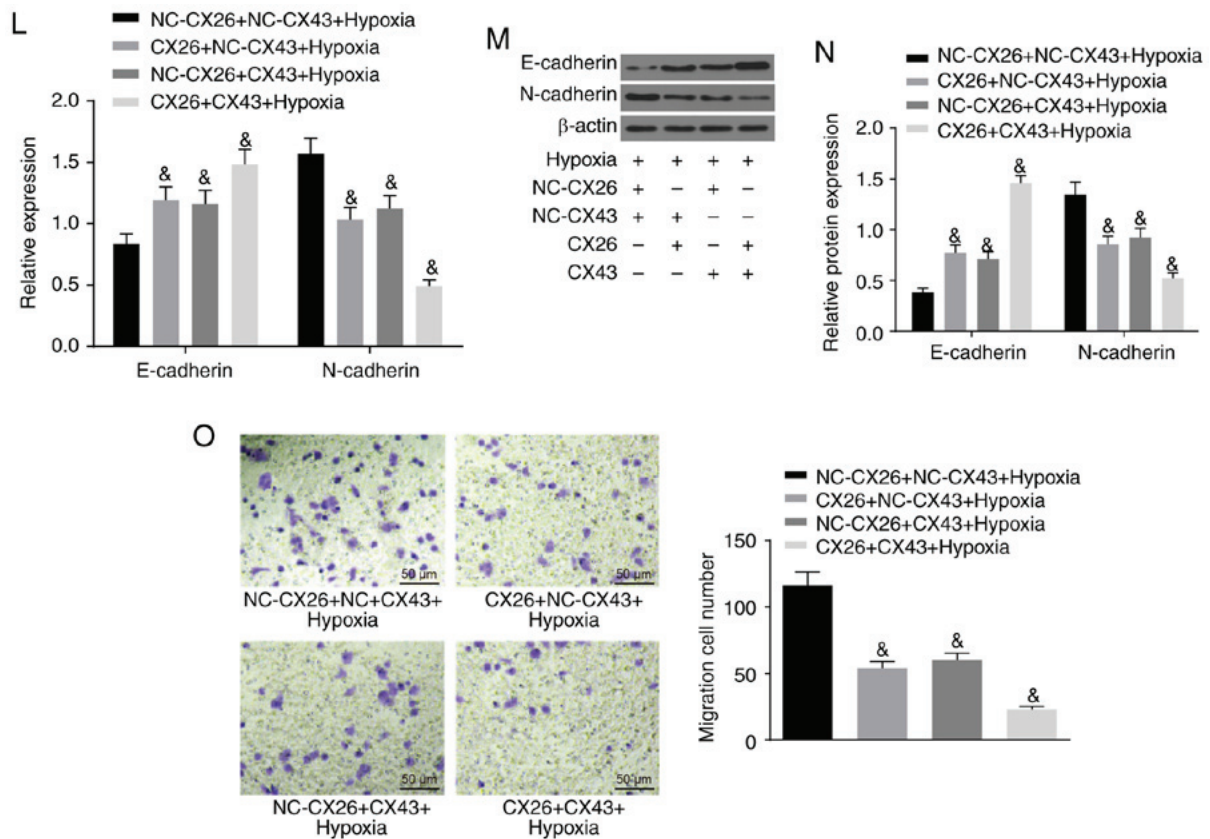 L
NC-CX26+NC-CX43+Hypoxia
CX26+NC-CX43+Hypoxia
NC-CX26+CX43+Hypoxia
CX26+CX43+Hypoxia
Relative expression
2.0
1.5
1.0
0.5
0.0
& & & & & &
E-cadherin N-cadherin
M
E-cadherin
N-cadherin
β-actin
Hypoxia + + + +
NC-CX26 + − + −
NC-CX43 + + − −
CX26 − + − +
CX43 − − + +
N
NC-CX26+NC-CX43+Hypoxia
CX26+NC-CX43+Hypoxia
NC-CX26+CX43+Hypoxia
CX26+CX43+Hypoxia
Relative protein expression
2.0
1.5
1.0
0.5
0.0
& & & & & &
E-cadherin N-cadherin
O
50 µm 50 µm
NC-CX26+NC+CX43+
Hypoxia
CX26+NC-CX43+
Hypoxia
50 µm 50 µm
NC-CX26+CX43+
Hypoxia
CX26+CX43+
Hypoxia
NC-CX26+NC-CX43+Hypoxia
CX26+NC-CX43+Hypoxia
NC-CX26+CX43+Hypoxia
CX26+CX43+Hypoxia
Migration cell number
150
100
50
0
& & &